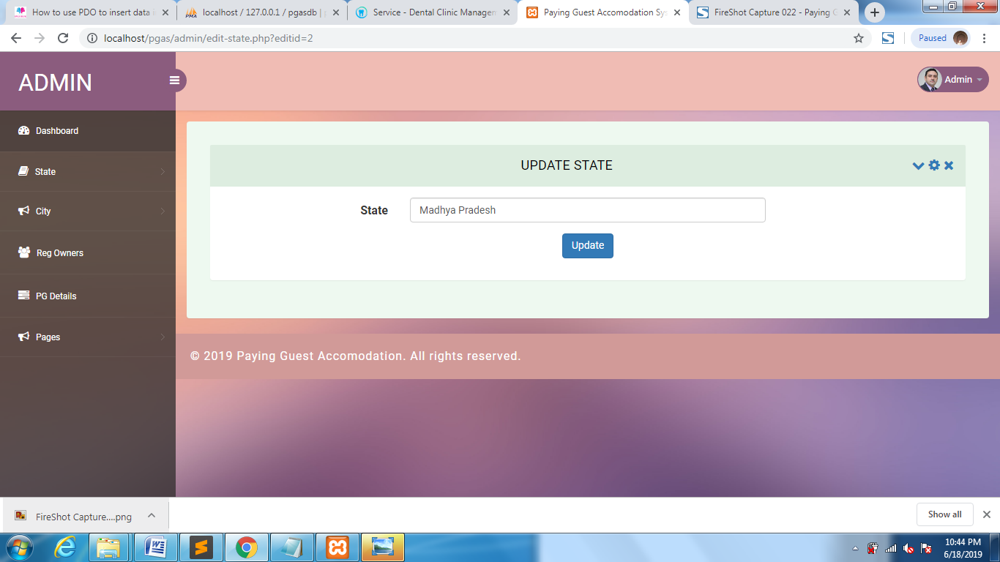 How to use PDO to insert data i
localhost / 127.0.0.1 / pgasdb | p
Service - Dental Clinic Managem
Paying Guest Accomodation Sys
FireShot Capture 022 - Paying G
localhost/pgas/admin/edit-state.php?editid=2
Paused
ADMIN
Admin
Dashboard
State
City
Reg Owners
PG Details
Pages
UPDATE STATE
State
Madhya Pradesh
Update
© 2019 Paying Guest Accomodation. All rights reserved.
FireShot Capture....png
Show all
10:44 PM
6/18/2019